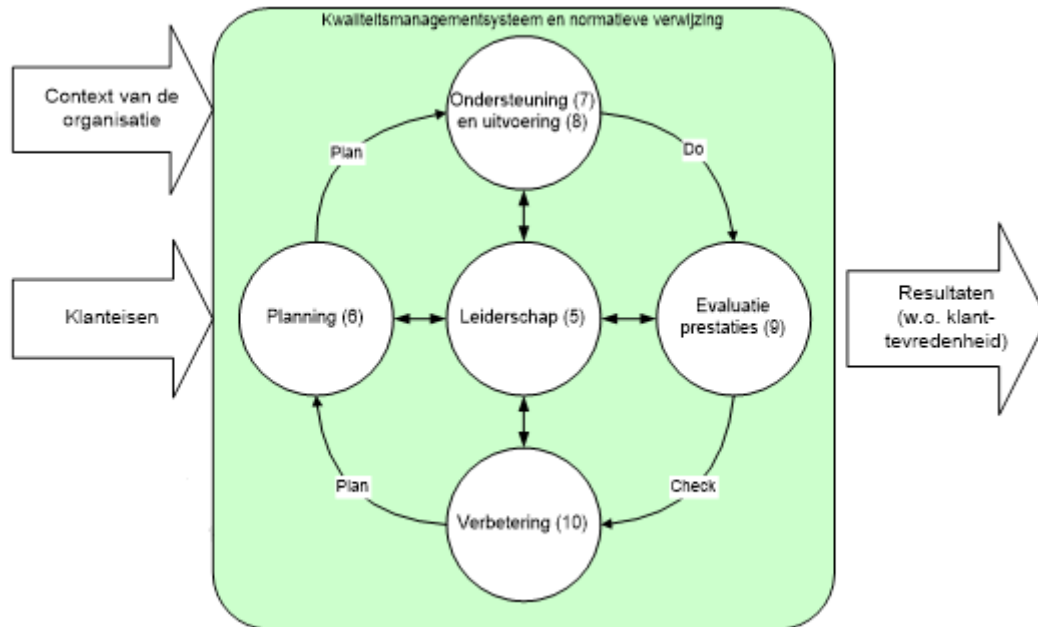 Kwaliteitsmanagementsysteem en normatieve verwijzing
Context van de
organisatie
Ondersteuning (7)
en uitvoering (8)
Plan
Do
Klanteisen
Planning (6)
Leiderschap (5)
Evaluatie
prestaties (9)
Resultaten
(w.o. klant-
tevredenheid)
Plan
Check
Verbetering (10)